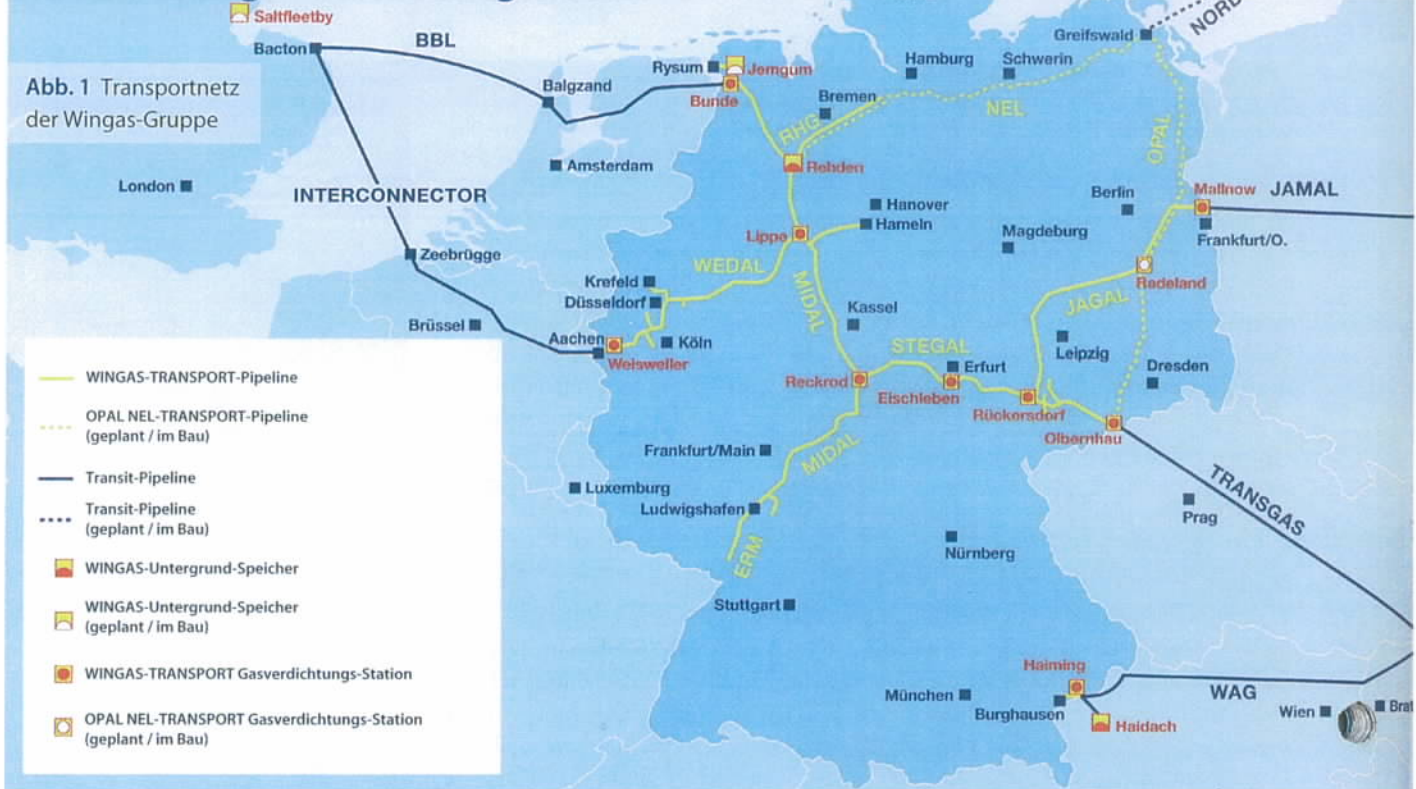 Saltfleetby
Bacton
BBL
Abb. 1 Transportnetz
der Wingas-Gruppe
Balgzand
Rysum
Jemgum
Bunde
Hamburg
Schwerin
Greifswald
NORD
Bremen
RHG
NEL
OPAL
Amsterdam
Rehden
London
INTERCONNECTOR
Hanover
Hameln
Berlin
Mallnow
JAMAL
Frankfurt/O.
Lippe
Magdeburg
Zeebrügge
WEDAL
MIDAL
Radeland
Krefeld
Düsseldorf
JAGAL
Kassel
Brüssel
Aachen
Köln
Weisweiler
STEGAL
Leipzig
Erfurt
Dresden
Reckrod
Eischleben
Rückersdorf
Olbernhau
WINGAS-TRANSPORT-Pipeline
OPAL NEL-TRANSPORT-Pipeline
(geplant / im Bau)
Transit-Pipeline
Transit-Pipeline
(geplant / im Bau)
WINGAS-Untergrund-Speicher
WINGAS-Untergrund-Speicher
(geplant / im Bau)
WINGAS-TRANSPORT Gasverdichtungs-Station
OPAL NEL-TRANSPORT Gasverdichtungs-Station
(geplant / im Bau)
Frankfurt/Main
MIDAL
Luxemburg
Ludwigshafen
TRANSGAS
Prag
ERM
Nürnberg
Stuttgart
Haiming
München
Burghausen
WAG
Haidach
Wien
Brat